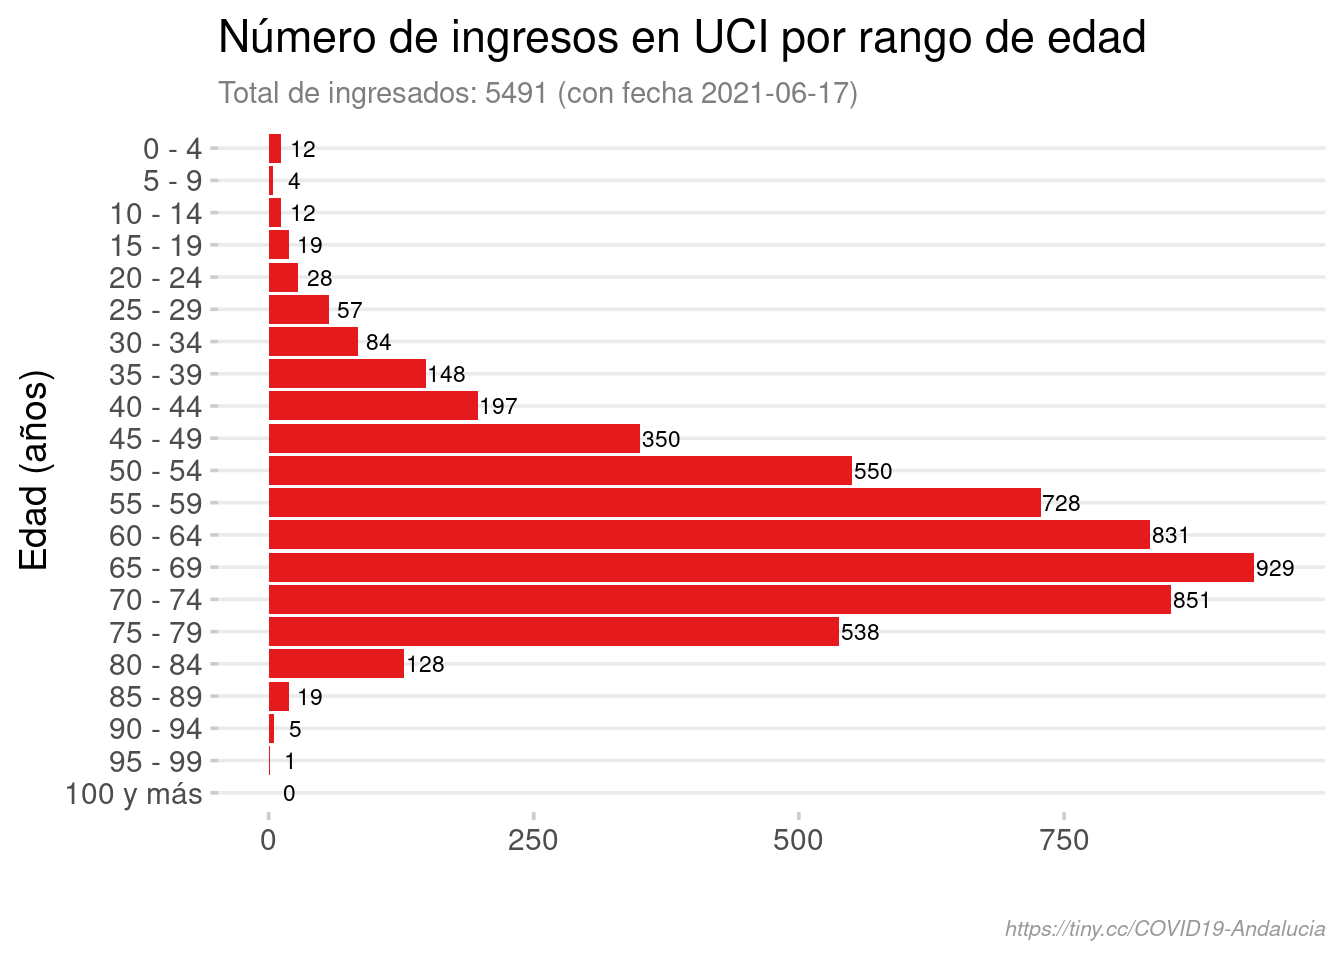 Número de ingresos en UCI por rango de edad
Total de ingresados: 5491 (con fecha 2021-06-17)
Edad (años)
0 - 4 12
5 - 9 4
10 - 14 12
15 - 19 19
20 - 24 28
25 - 29 57
30 - 34 84
35 - 39 148
40 - 44 197
45 - 49 350
50 - 54 550
55 - 59 728
60 - 64 831
65 - 69 929
70 - 74 851
75 - 79 538
80 - 84 128
85 - 89 19
90 - 94 5
95 - 99 1
100 y más 0
0 250 500 750
https://tiny.cc/COVID19-Andalucia